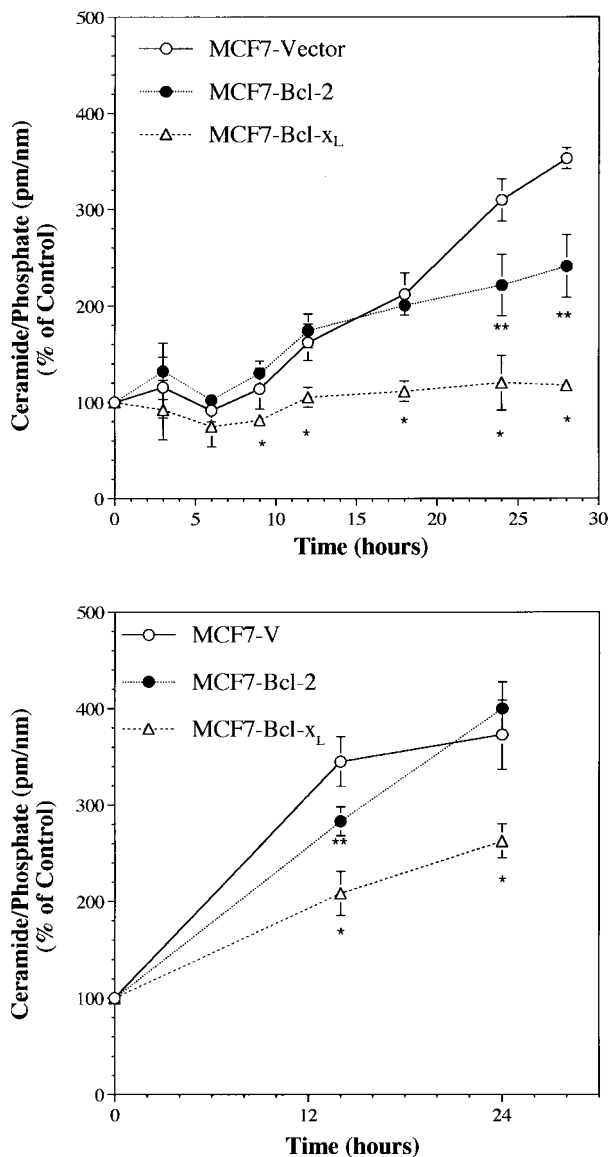 500
400
300
200
100
0
Ceramide/Phosphate (pm/nm)
(% of Control)
MCF7-Vector
MCF7-Bcl-2
MCF7-Bcl-xL
** **
* * * * *
0 5 10 15 20 25 30
Time (hours)
500
400
300
200
100
0
Ceramide/Phosphate (pm/nm)
(% of Control)
MCF7-V
MCF7-Bcl-2
MCF7-Bcl-xL
**
*
*
0 12 24
Time (hours)